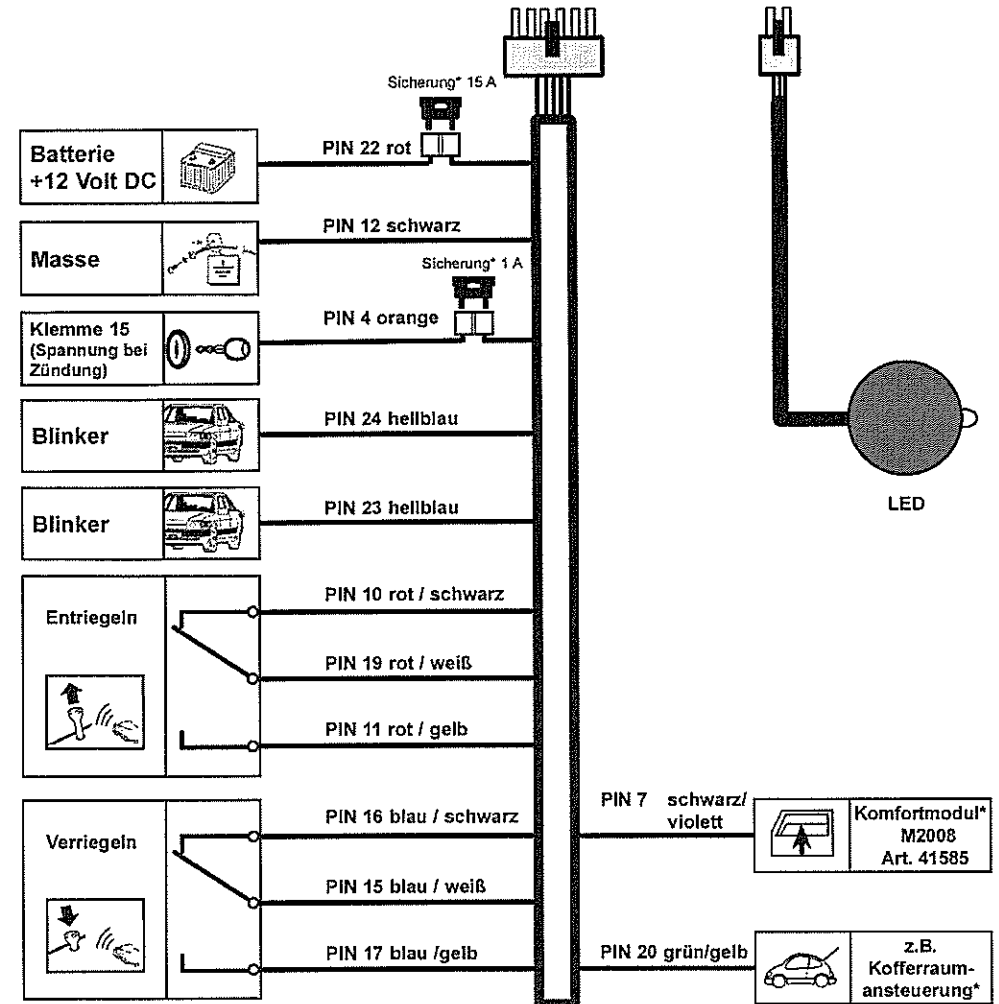 Sicherung* 15 A
Batterie
+12 Volt DC
PIN 22 rot
Masse
PIN 12 schwarz
Sicherung* 1 A
Klemme 15
(Spannung bei
Zündung)
PIN 4 orange
Blinker
PIN 24 hellblau
Blinker
PIN 23 hellblau
LED
Entriegeln
PIN 10 rot / schwarz
PIN 19 rot / weiß
PIN 11 rot / gelb
Verriegeln
PIN 16 blau / schwarz
PIN 15 blau / weiß
PIN 17 blau /gelb
PIN 7 schwarz/
violett
Komfortmodul*
M2008
Art. 41585
PIN 20 grün/gelb
z.B.
Kofferraum-
ansteuerung*